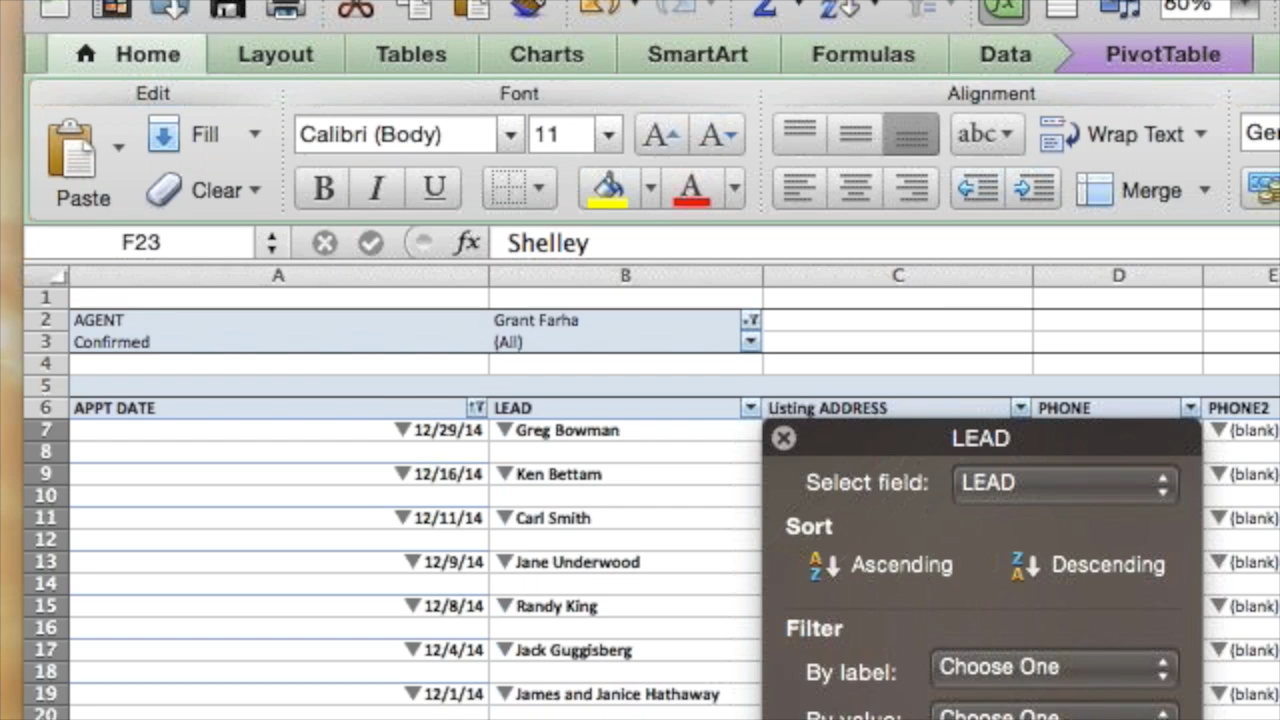 80%
Home Layout Tables Charts SmartArt Formulas Data PivotTable
Edit Font Alignment
Fill Calibri (Body) 11 A A abc Wrap Text
Paste Clear B I U A Merge
F23 fx Shelley
A B C D E
1
2 AGENT Grant Farha
3 Confirmed (All)
4
5
6 APPT DATE LEAD Listing ADDRESS PHONE PHONE2
7 12/29/14 Greg Bowman (blank)
8 LEAD
9 12/16/14 Ken Bettam (blank)
Select field: LEAD
10
11 12/11/14 Carl Smith (blank)
Sort
12
13 12/9/14 Jane Underwood (blank)
A Z Ascending Z A Descending
14
15 12/8/14 Randy King (blank)
16
Filter
17 12/4/14 Jack Guggisberg (blank)
18
By label: Choose One
19 12/1/14 James and Janice Hathaway (blank)
20
By value: Choose One